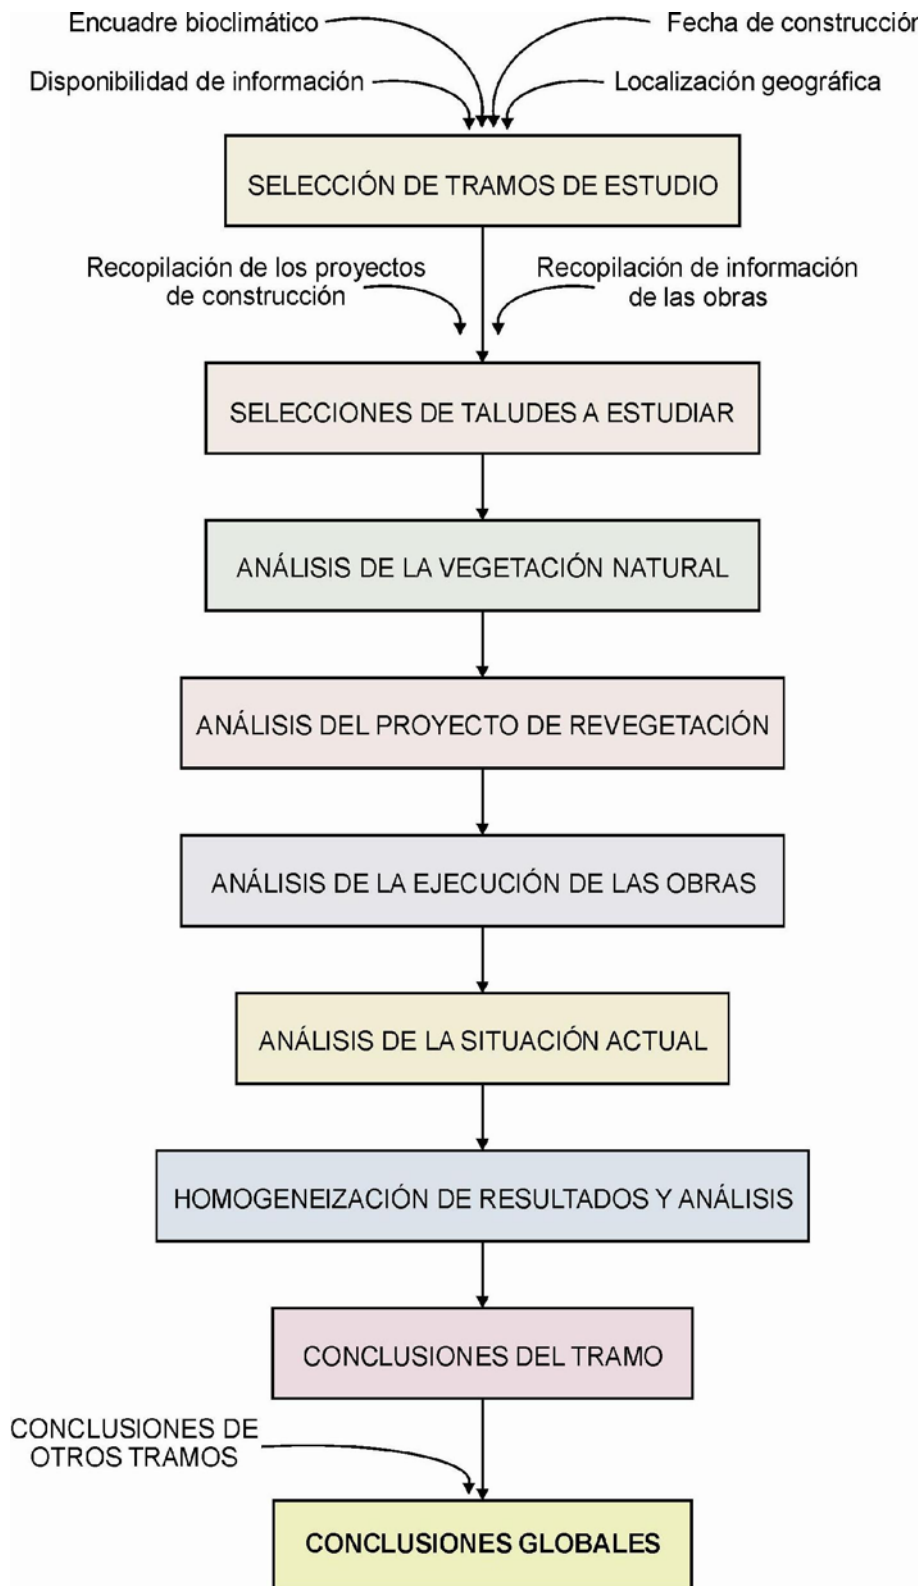 Encuadre bioclimático
Fecha de construcción
Disponibilidad de información
Localización geográfica
SELECCIÓN DE TRAMOS DE ESTUDIO
Recopilación de los proyectos
de construcción
Recopilación de información
de las obras
SELECCIONES DE TALUDES A ESTUDIAR
ANÁLISIS DE LA VEGETACIÓN NATURAL
ANÁLISIS DEL PROYECTO DE REVEGETACIÓN
ANÁLISIS DE LA EJECUCIÓN DE LAS OBRAS
ANÁLISIS DE LA SITUACIÓN ACTUAL
HOMOGENEIZACIÓN DE RESULTADOS Y ANÁLISIS
CONCLUSIONES DEL TRAMO
CONCLUSIONES DE
OTROS TRAMOS
CONCLUSIONES GLOBALES